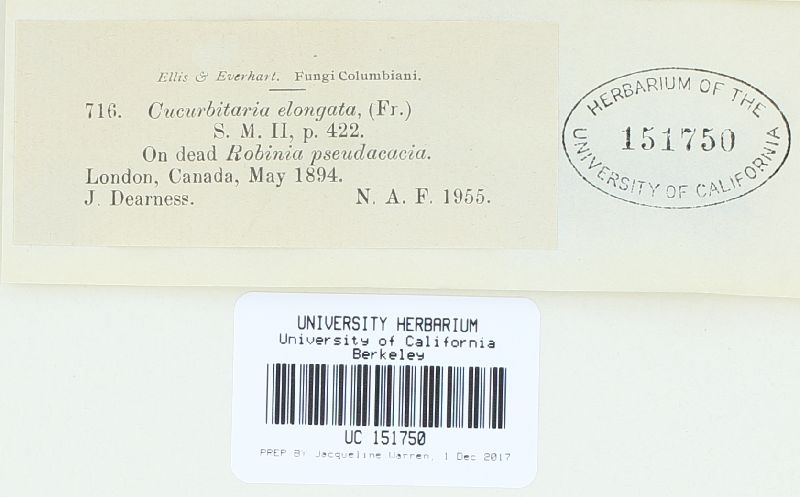 Ellis & Everhart. Fungi Columbiani.
716. Cucurbitaria elongata, (Fr.)
S. M. II, p. 422.
On dead Robinia pseudacacia.
London, Canada, May 1894.
J. Dearness. N. A. F. 1955.
HERBARIUM OF THE
151750
UNIVERSITY OF CALIFORNIA
UNIVERSITY HERBARIUM
University of California
Berkeley
UC 151750
PREP BY Jacqueline Warren, 1 Dec 2017